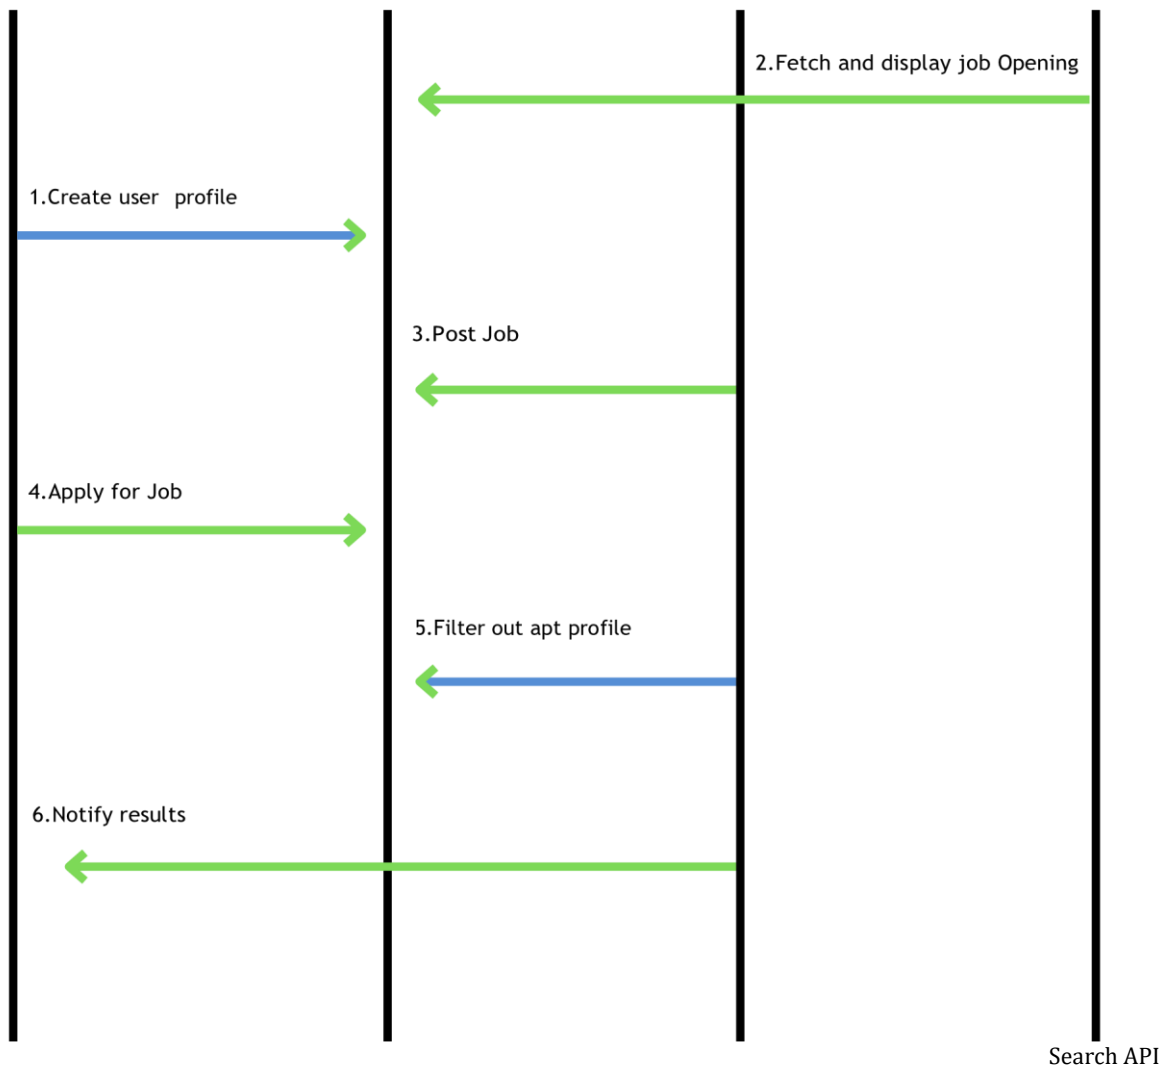 2.Fetch and display job Opening
1.Create user  profile
3.Post Job
4.Apply for Job
5.Filter out apt profile
6.Notify results
Search API